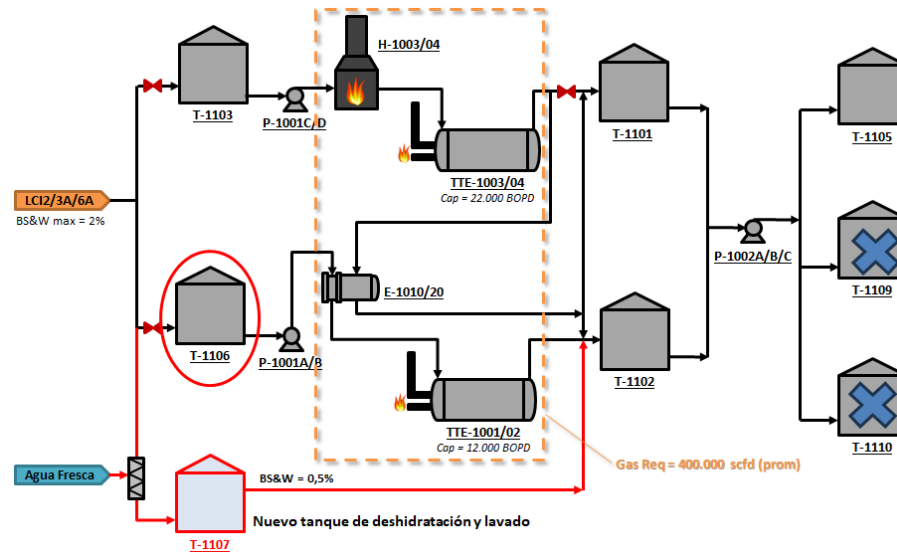 H-1003/04
T-1103
P-1001C/D
TTE-1003/04
Cap = 22.000 BOPD
T-1101
T-1105
LCI2/3A/6A
BS&W max = 2%
P-1002A/B/C
E-1010/20
T-1109
T-1106
P-1001A/B
T-1102
TTE-1001/02
Cap = 12.000 BOPD
T-1110
Gas Req = 400.000 scfd (prom)
Agua Fresca
BS&W = 0,5%
Nuevo tanque de deshidratación y lavado
T-1107